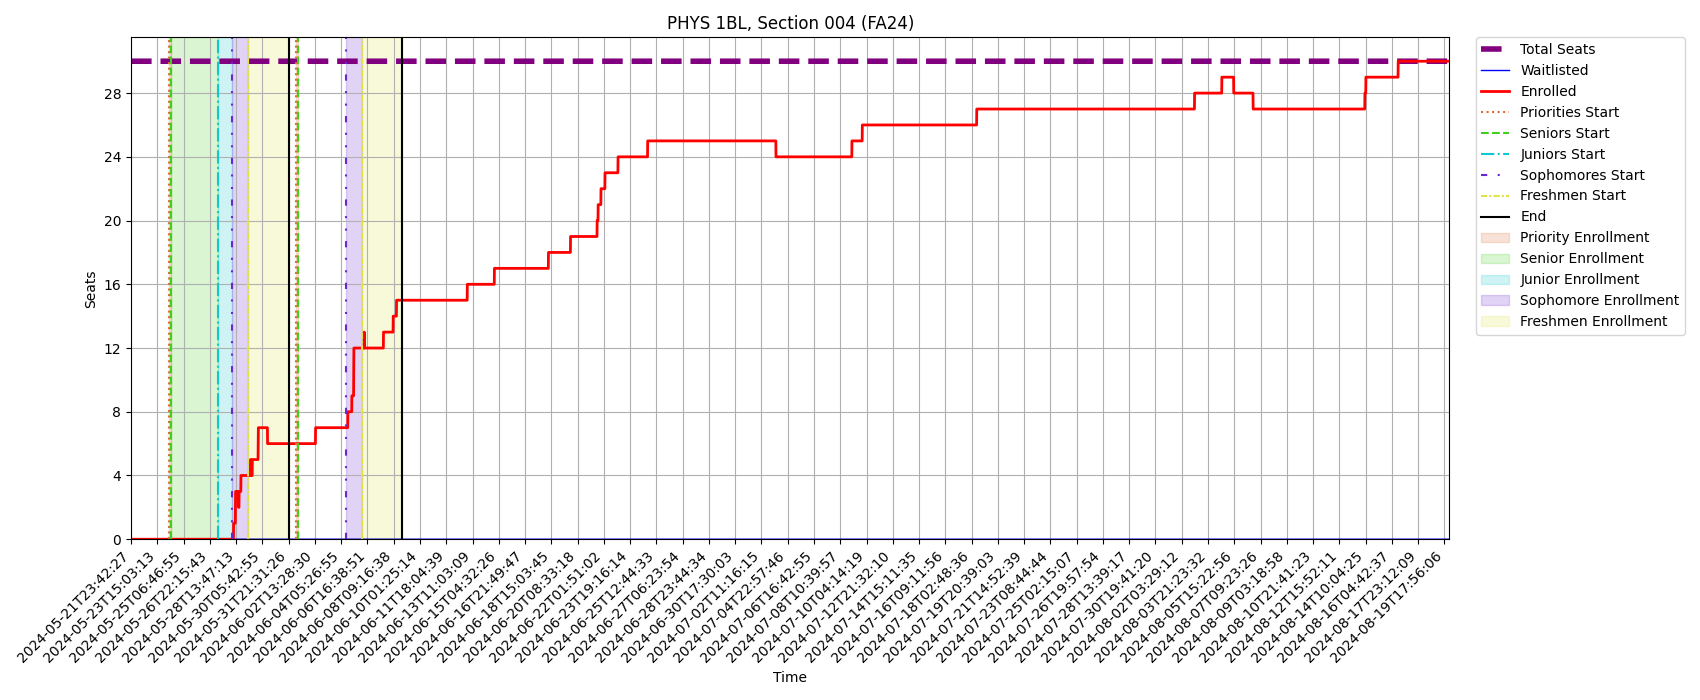 PHYS 1BL, Section 004 (FA24)
Total Seats
Waitlisted
Enrolled
Priorities Start
Seniors Start
Juniors Start
Sophomores Start
Freshmen Start
End
Priority Enrollment
Senior Enrollment
Junior Enrollment
Sophomore Enrollment
Freshmen Enrollment
Seats
28
24
20
16
12
8
4
0
2024-05-21T23:42:27
2024-05-23T15:03:13
2024-05-25T06:46:55
2024-05-26T22:15:43
2024-05-28T13:47:13
2024-05-30T05:42:55
2024-05-31T21:31:26
2024-06-02T13:28:30
2024-06-04T05:26:55
2024-06-06T16:38:51
2024-06-08T09:16:38
2024-06-10T01:25:14
2024-06-11T18:04:39
2024-06-13T11:03:09
2024-06-15T04:32:26
2024-06-16T21:49:47
2024-06-18T15:03:45
2024-06-20T08:33:18
2024-06-22T01:51:02
2024-06-23T19:16:14
2024-06-25T12:44:33
2024-06-27T06:23:54
2024-06-28T23:44:34
2024-06-30T17:30:03
2024-07-02T11:16:15
2024-07-04T22:57:46
2024-07-06T16:42:55
2024-07-08T10:39:57
2024-07-10T04:14:19
2024-07-12T21:32:10
2024-07-14T15:11:35
2024-07-16T09:11:56
2024-07-18T02:48:36
2024-07-19T20:39:03
2024-07-21T14:52:39
2024-07-23T08:44:44
2024-07-25T02:15:07
2024-07-26T19:57:54
2024-07-28T13:39:17
2024-07-30T19:41:20
2024-08-02T03:29:12
2024-08-03T21:23:32
2024-08-05T15:22:56
2024-08-07T09:23:26
2024-08-09T03:18:58
2024-08-10T21:41:23
2024-08-12T15:52:11
2024-08-14T10:04:25
2024-08-16T04:42:37
2024-08-17T23:12:09
2024-08-19T17:56:06
Time